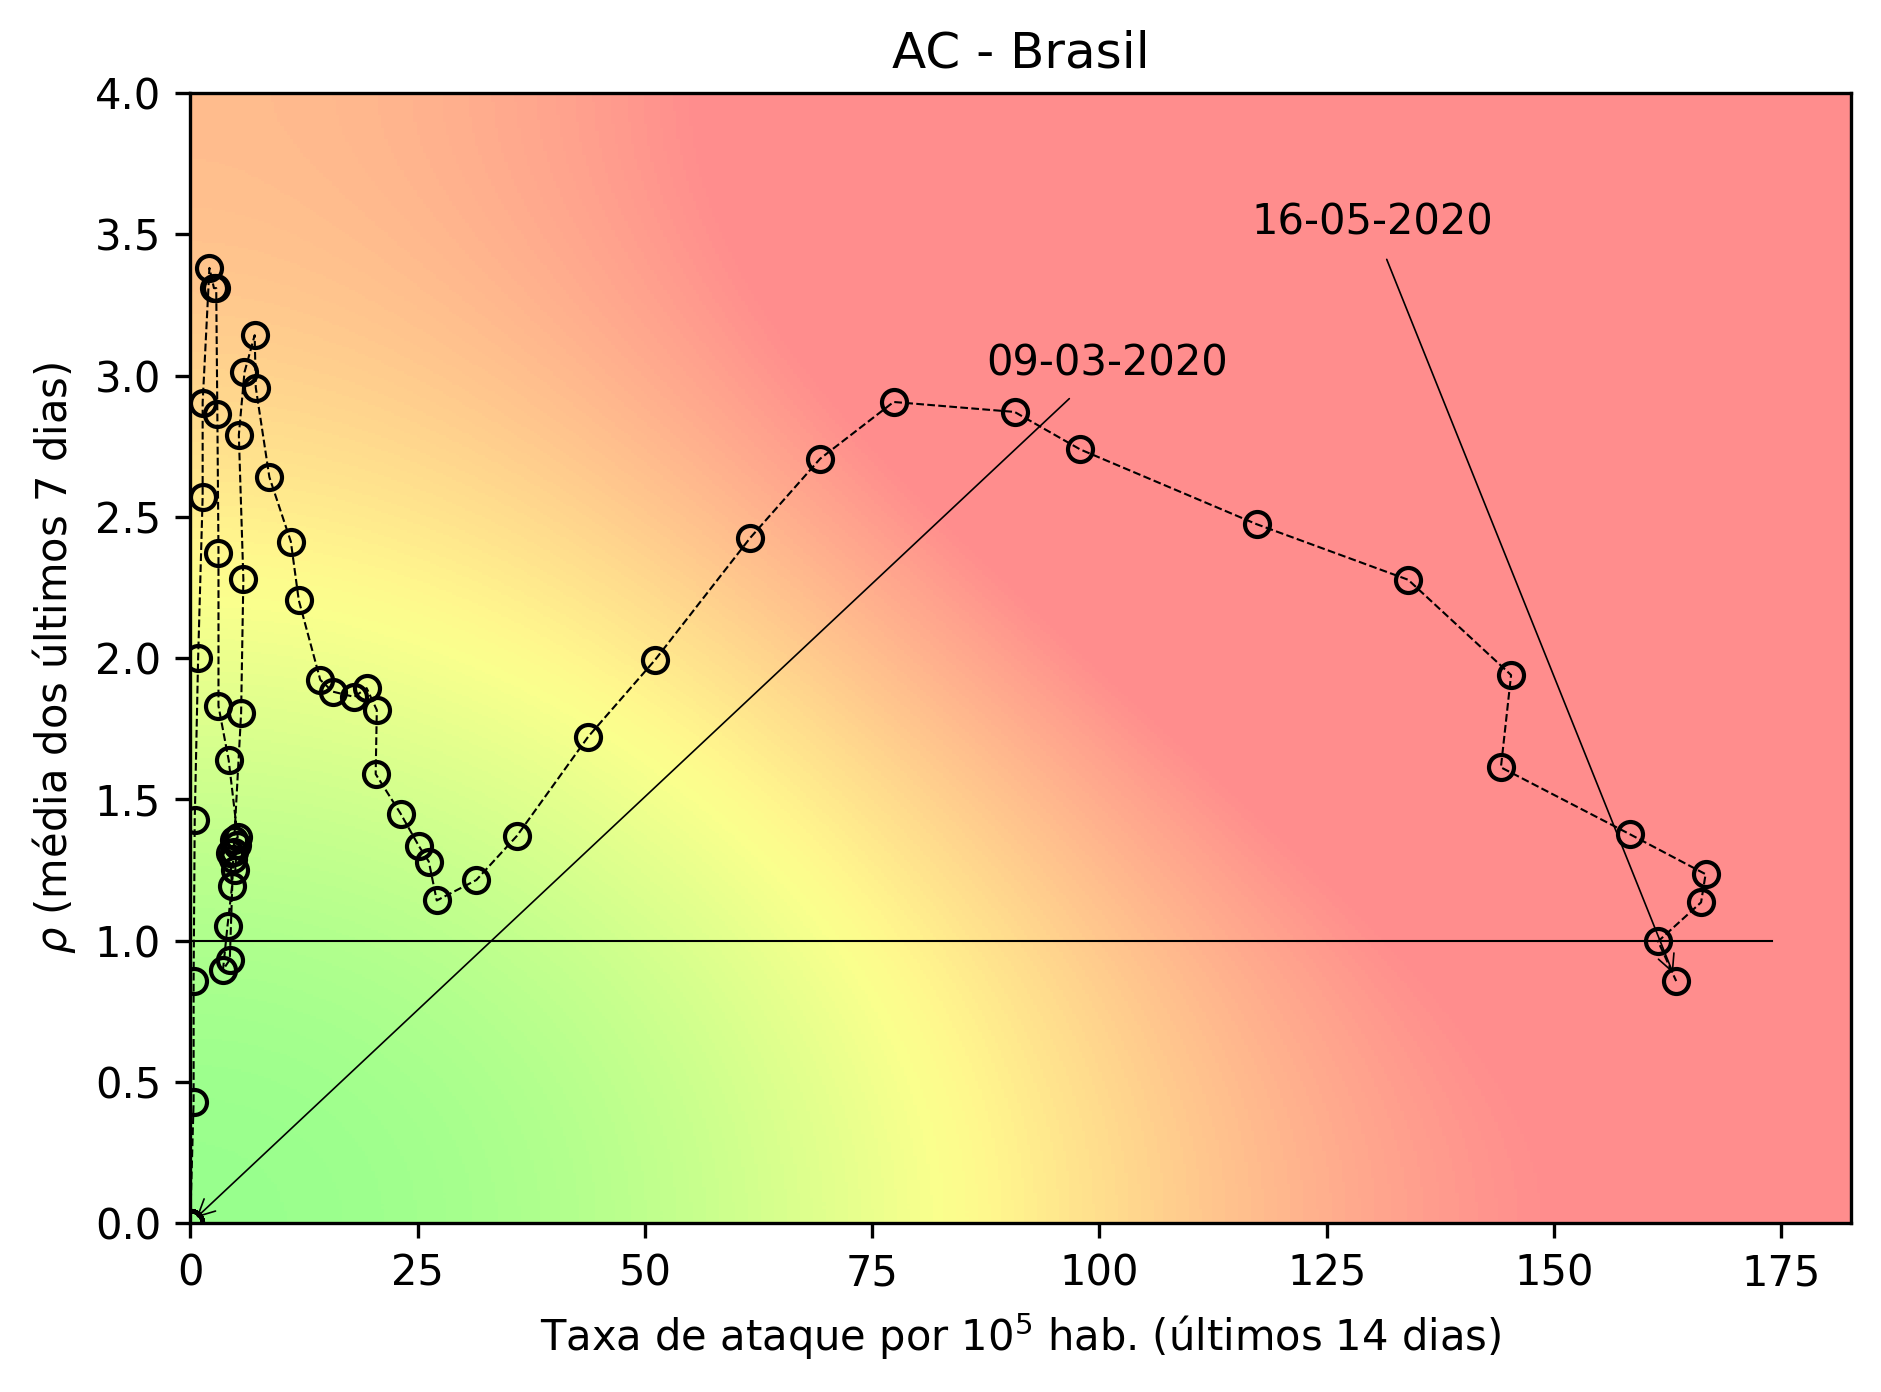 AC - Brasil
4.0
3.5
3.0
2.5
2.0
1.5
1.0
0.5
0.0
ρ (média dos últimos 7 dias)
16-05-2020
09-03-2020
0 25 50 75 100 125 150 175
Taxa de ataque por 10⁵ hab. (últimos 14 dias)